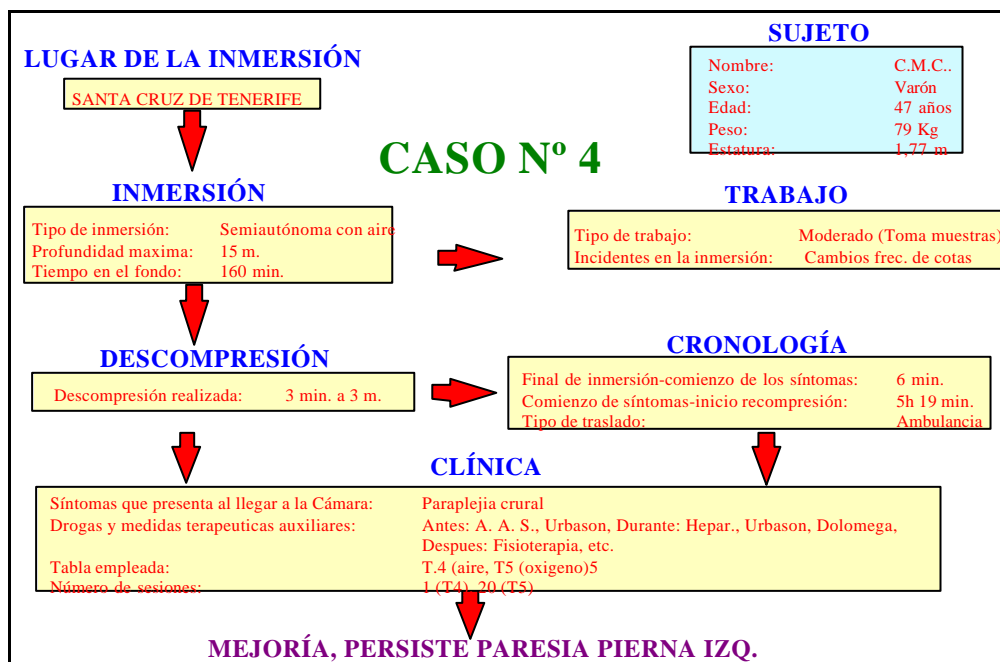 LUGAR DE LA INMERSIÓN
SANTA CRUZ DE TENERIFE
SUJETO
Nombre: C.M.C..
Sexo: Varón
Edad: 47 años
Peso: 79 Kg
Estatura: 1,77 m
CASO Nº 4
INMERSIÓN
Tipo de inmersión: Semiautónoma con aire
Profundidad maxima: 15 m.
Tiempo en el fondo: 160 min.
TRABAJO
Tipo de trabajo: Moderado (Toma muestras)
Incidentes en la inmersión: Cambios frec. de cotas
DESCOMPRESIÓN
Descompresión realizada: 3 min. a 3 m.
CRONOLOGÍA
Final de inmersión-comienzo de los síntomas: 6 min.
Comienzo de síntomas-inicio recompresión: 5h 19 min.
Tipo de traslado: Ambulancia
CLÍNICA
Síntomas que presenta al llegar a la Cámara: Paraplejia crural
Drogas y medidas terapeuticas auxiliares: Antes: A. A. S., Urbason, Durante: Hepar., Urbason, Dolomega,
Despues: Fisioterapia, etc.
Tabla empleada: T.4 (aire, T5 (oxigeno)5
Número de sesiones: 1 (T4), 20 (T5)
MEJORÍA, PERSISTE PARESIA PIERNA IZQ.